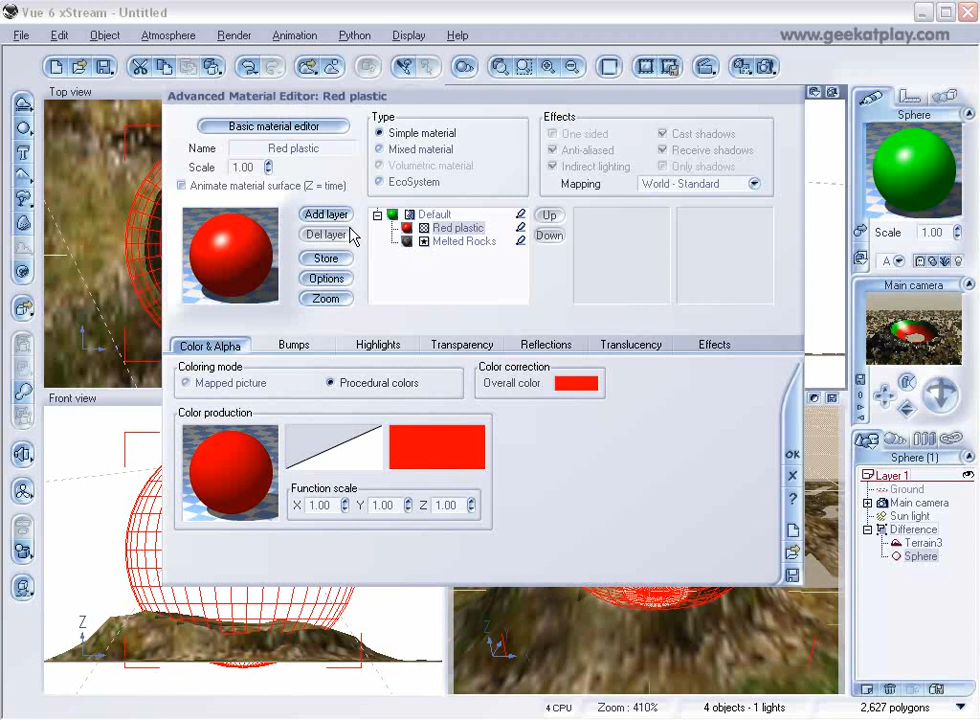 Vue 6 xStream - Untitled
File Edit Object Atmosphere Render Animation Python Display Help
www.geekatplay.com
Top view
Advanced Material Editor: Red plastic
Basic material editor
Name Red plastic
Scale 1.00
Animate material surface (Z = time)
Type
Simple material
Mixed material
Volumetric material
EcoSystem
Effects
One sided Cast shadows
Anti-aliased Receive shadows
Indirect lighting Only shadows
Mapping World - Standard
Add layer
Del layer
Store
Options
Zoom
Default
Red plastic
Melted Rocks
Up
Down
Color & Alpha Bumps Highlights Transparency Reflections Translucency Effects
Coloring mode
Mapped picture Procedural colors
Color correction
Overall color
Color production
Function scale
X 1.00 Y 1.00 Z 1.00
OK
?
Sphere
Scale 1.00
A
Main camera
0
Sphere (1)
Layer 1
Ground
Main camera
Sun light
Difference
Terrain3
Sphere
Front view
Z
Z
4 CPU Zoom : 410% 4 objects - 1 lights 2,627 polygons